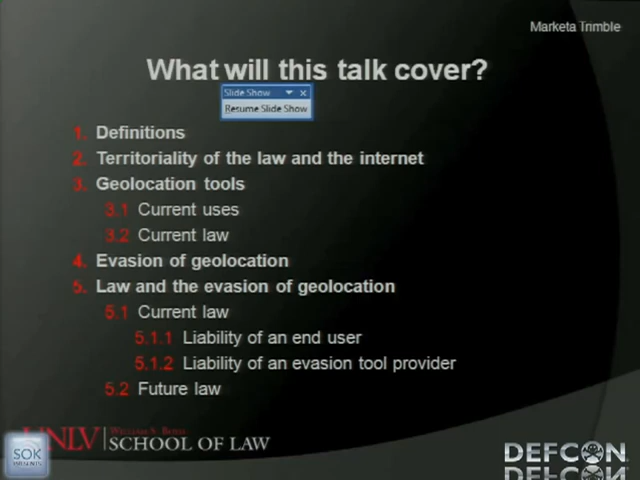 Marketa Trimble
What will this talk cover?
Slide Show
Resume Slide Show
1. Definitions
2. Territoriality of the law and the internet
3. Geolocation tools
3.1 Current uses
3.2 Current law
4. Evasion of geolocation
5. Law and the evasion of geolocation
5.1 Current law
5.1.1 Liability of an end user
5.1.2 Liability of an evasion tool provider
5.2 Future law
UNLV WILLIAM S. BOYD
SCHOOL OF LAW
SOK
DEFCON